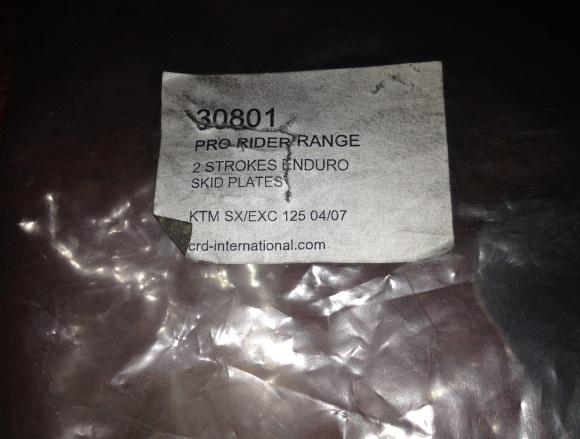 30801
PRO RIDER RANGE
2 STROKES ENDURO
SKID PLATES
KTM SX/EXC 125 04/07
crd-international.com